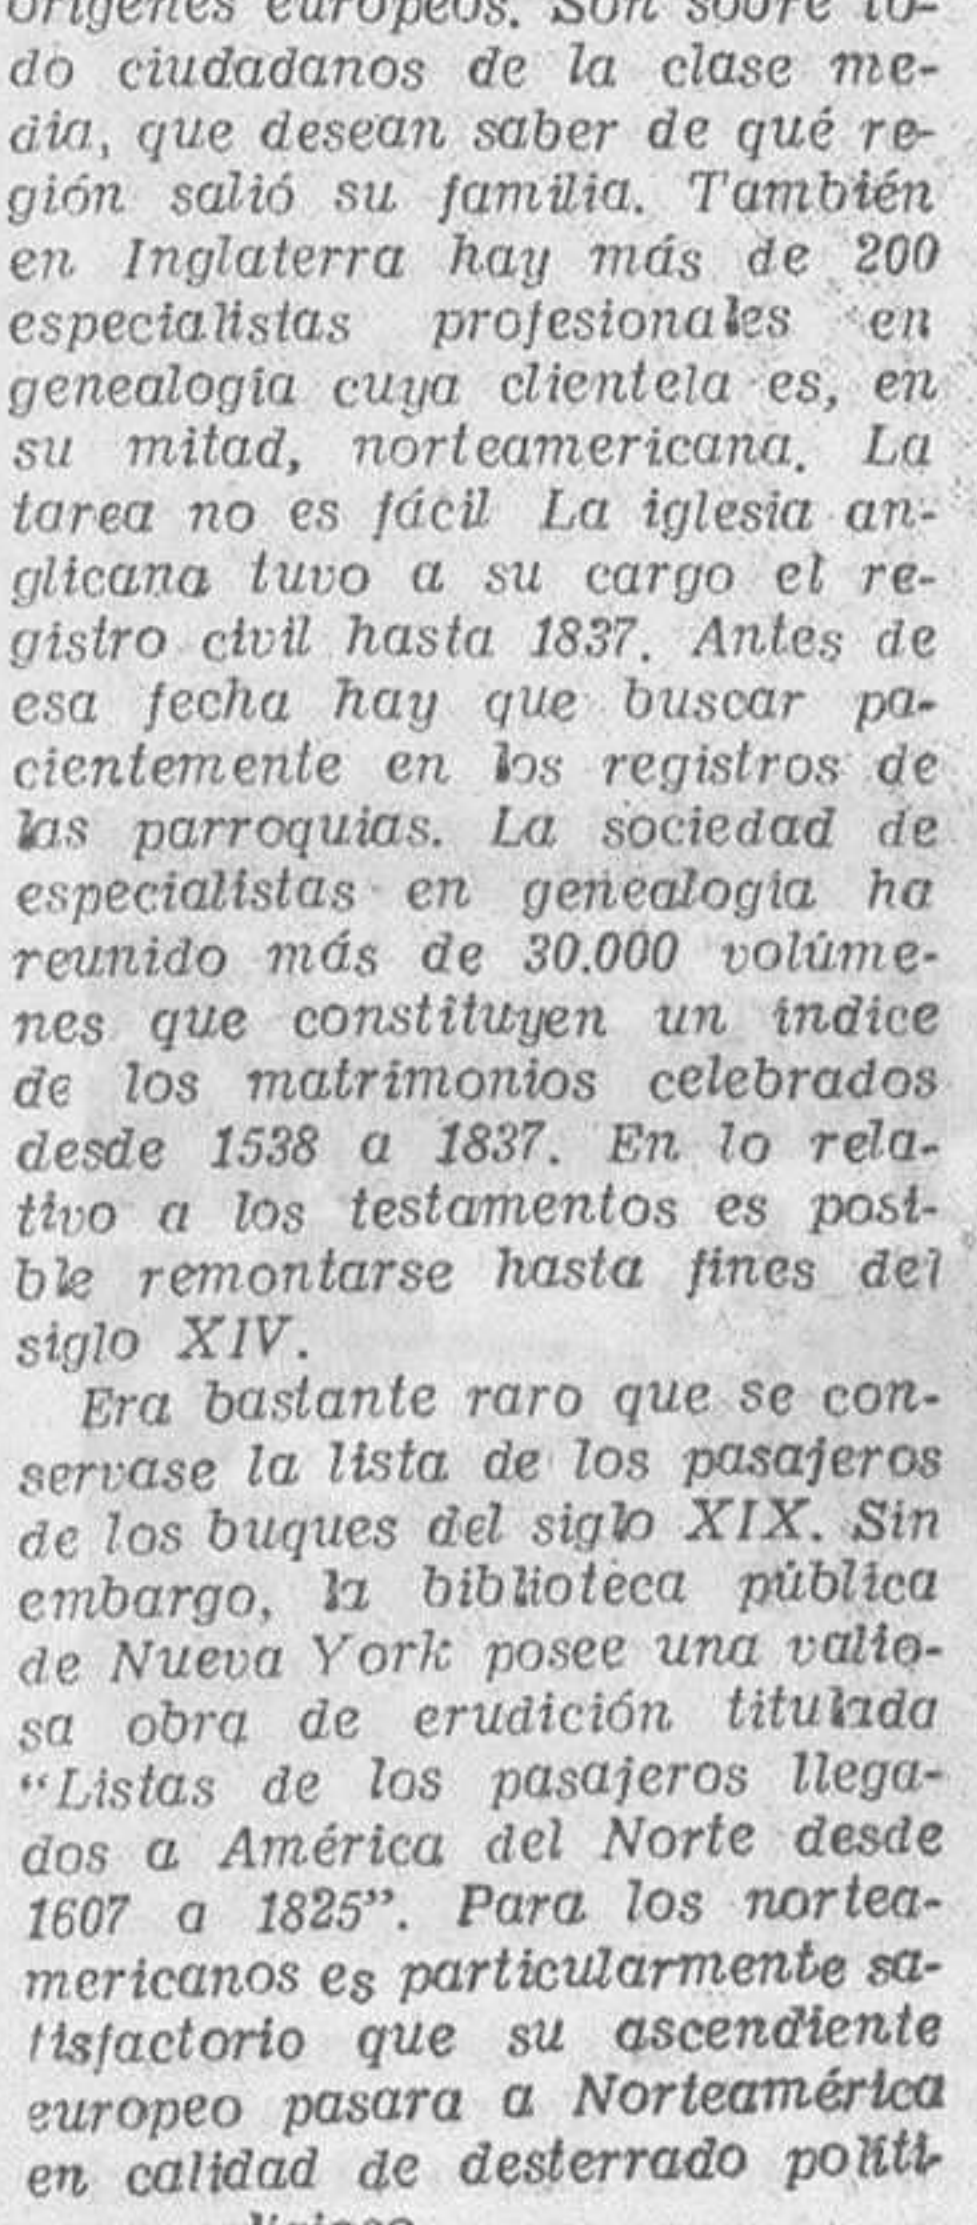 orígenes europeos. Son sobre to-
do ciudadanos de la clase me-
dia, que desean saber de qué re-
gión salió su familia. También
en Inglaterra hay más de 200
especialistas profesionales en
genealogía cuya clientela es, en
su mitad, norteamericana. La
tarea no es fácil La iglesia an-
glicana tuvo a su cargo el re-
gistro civil hasta 1837. Antes de
esa fecha hay que buscar pa-
cientemente en los registros de
las parroquias. La sociedad de
especialistas en genealogía ha
reunido más de 30.000 volúme-
nes que constituyen un índice
de los matrimonios celebrados
desde 1538 a 1837. En lo rela-
tivo a los testamentos es posi-
ble remontarse hasta fines del
siglo XIV.
Era bastante raro que se con-
servase la lista de los pasajeros
de los buques del siglo XIX. Sin
embargo, la biblioteca pública
de Nueva York posee una valio-
sa obra de erudición titulada
“Listas de los pasajeros llega-
dos a América del Norte desde
1607 a 1825”. Para los nortea-
mericanos es particularmente sa-
tisfactorio que su ascendiente
europeo pasara a Norteamérica
en calidad de desterrado políti-